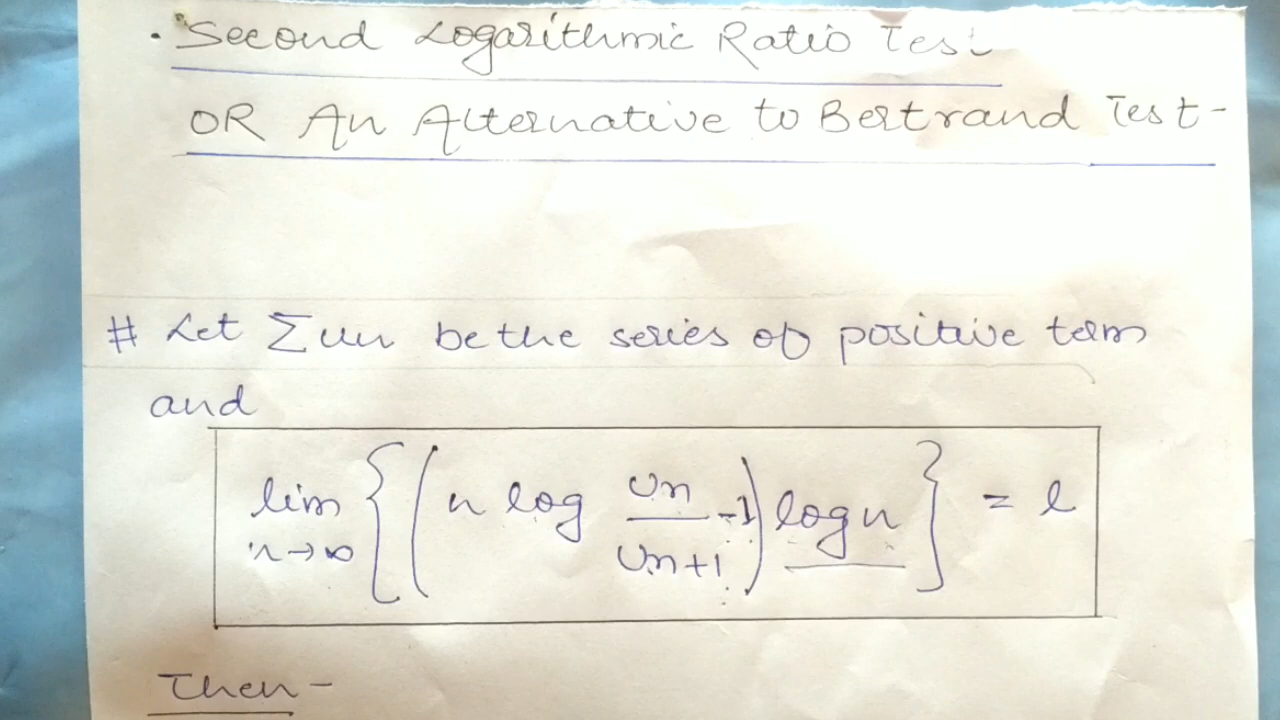 . Second Logarithmic Ratio Test
OR An Alternative to Bertrand Test-
# Let Σun be the series of positive term
and
lim n→∞ { ( n log Un/Un+1 -1 ) log n } = l
Then -